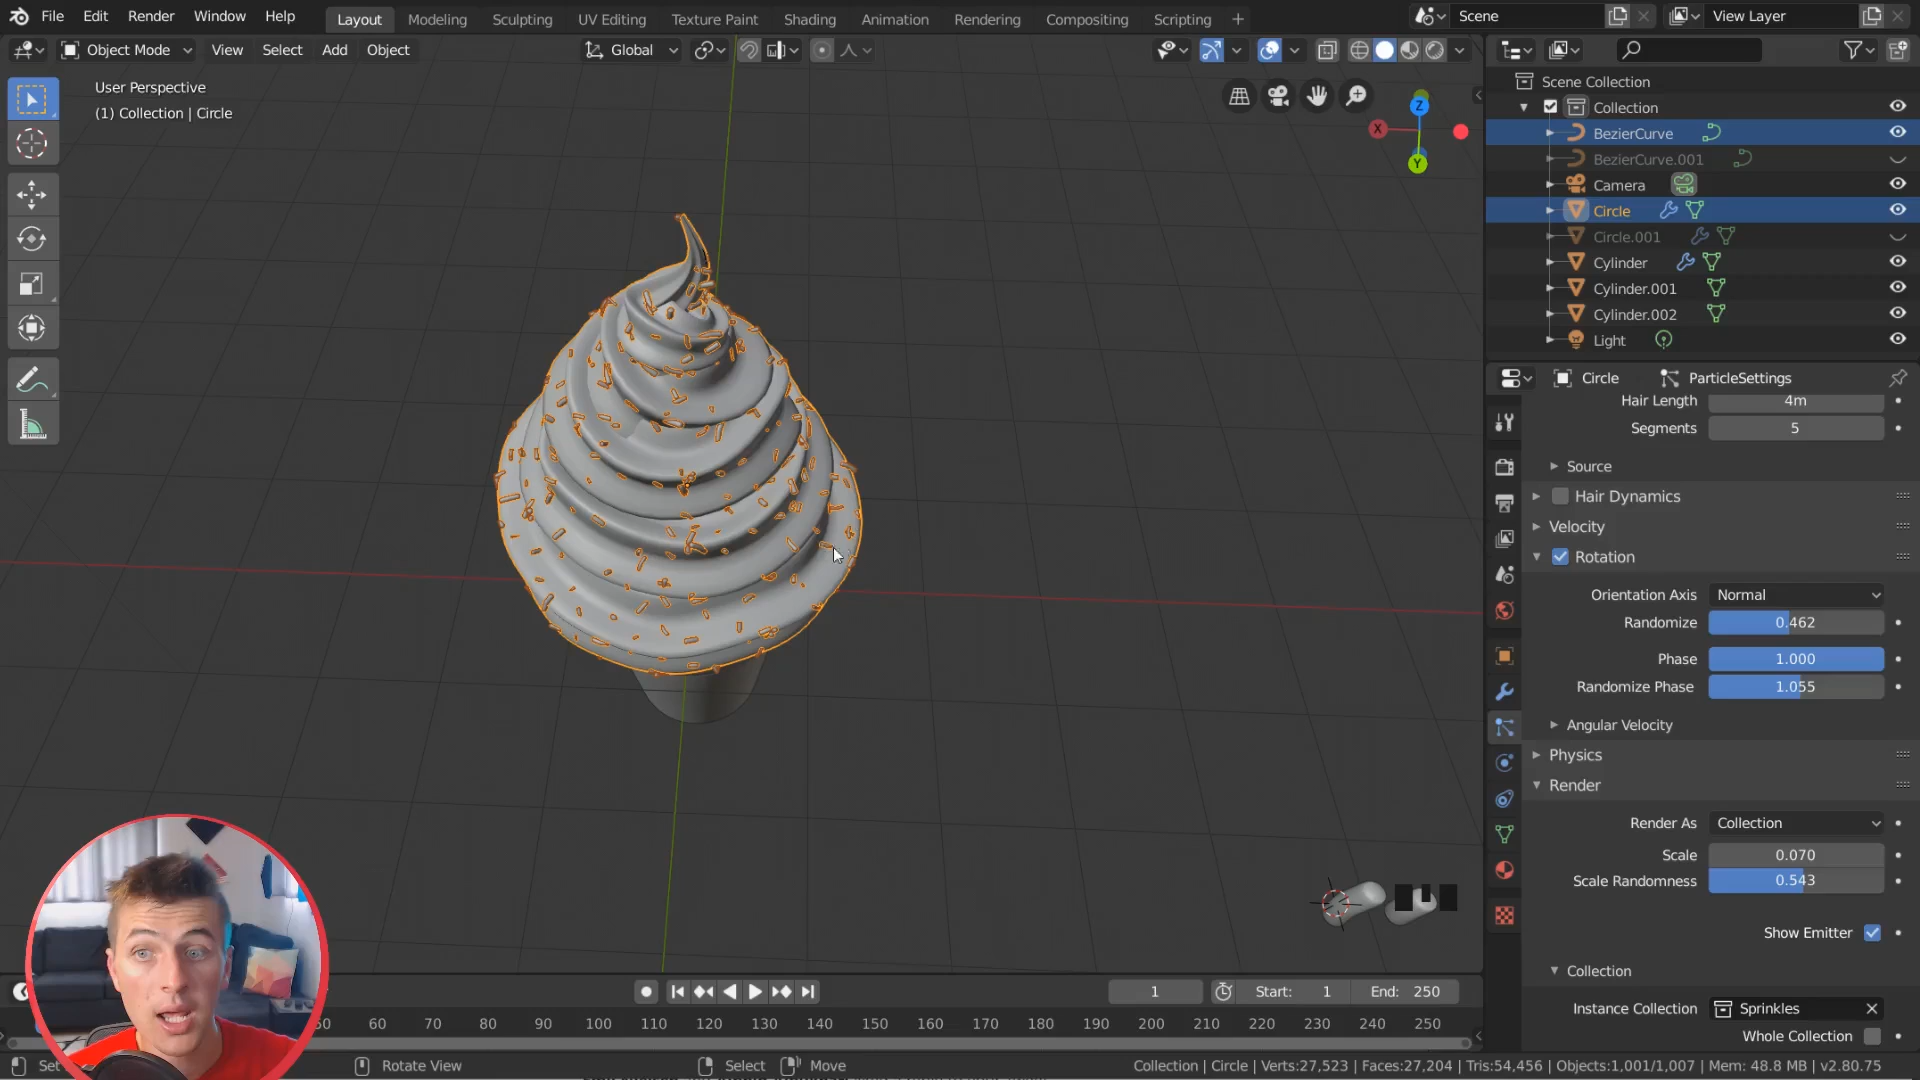 File Edit Render Window Help Layout Modeling Sculpting UV Editing Texture Paint Shading Animation Rendering Compositing Scripting + Scene View Layer
Object Mode View Select Add Object Global
User Perspective
(1) Collection | Circle
Z
X
Y
Scene Collection
Collection
BezierCurve
BezierCurve.001
Camera
Circle
Circle.001
Cylinder
Cylinder.001
Cylinder.002
Light
Circle ParticleSettings
Hair Length 4m
Segments 5
Source
Hair Dynamics
Velocity
Rotation
Orientation Axis Normal
Randomize 0.462
Phase 1.000
Randomize Phase 1.055
Angular Velocity
Physics
Render
Render As Collection
Scale 0.070
Scale Randomness 0.543
Show Emitter
Collection
Instance Collection Sprinkles
Whole Collection
1 Start: 1 End: 250
50 60 70 80 90 100 110 120 130 140 150 160 170 180 190 200 210 220 230 240 250
Set Rotate View Select Move Collection | Circle | Verts:27,523 | Faces:27,204 | Tris:54,456 | Objects:1,001/1,007 | Mem: 48.8 MB | v2.80.75